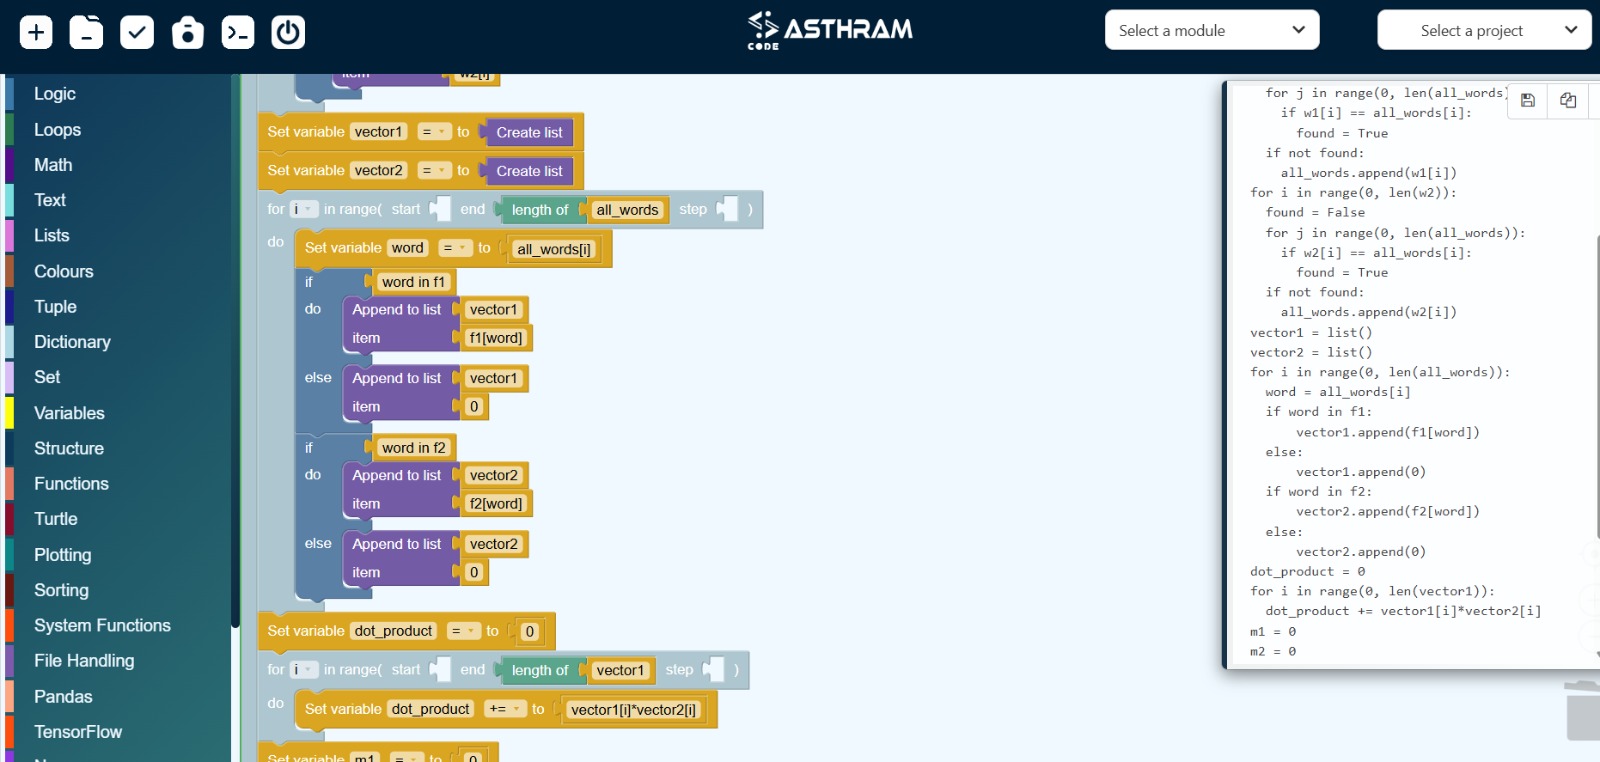 ASTHRAM
CODE
Select a module
Select a project
Logic
Loops
Math
Text
Lists
Colours
Tuple
Dictionary
Set
Variables
Structure
Functions
Turtle
Plotting
Sorting
System Functions
File Handling
Pandas
TensorFlow
item w2[i]
Set variable vector1 = to Create list
Set variable vector2 = to Create list
for i in range( start end length of all_words step )
do Set variable word = to all_words[i]
if word in f1
do Append to list vector1
item f1[word]
else Append to list vector1
item 0
if word in f2
do Append to list vector2
item f2[word]
else Append to list vector2
item 0
Set variable dot_product = to 0
for i in range( start end length of vector1 step )
do Set variable dot_product += to vector1[i]*vector2[i]
Set variable m1 = to 0
for j in range(0, len(all_words)
if w1[i] == all_words[i]:
found = True
if not found:
all_words.append(w1[i])
for i in range(0, len(w2)):
found = False
for j in range(0, len(all_words)):
if w2[i] == all_words[i]:
found = True
if not found:
all_words.append(w2[i])
vector1 = list()
vector2 = list()
for i in range(0, len(all_words)):
word = all_words[i]
if word in f1:
vector1.append(f1[word])
else:
vector1.append(0)
if word in f2:
vector2.append(f2[word])
else:
vector2.append(0)
dot_product = 0
for i in range(0, len(vector1)):
dot_product += vector1[i]*vector2[i]
m1 = 0
m2 = 0